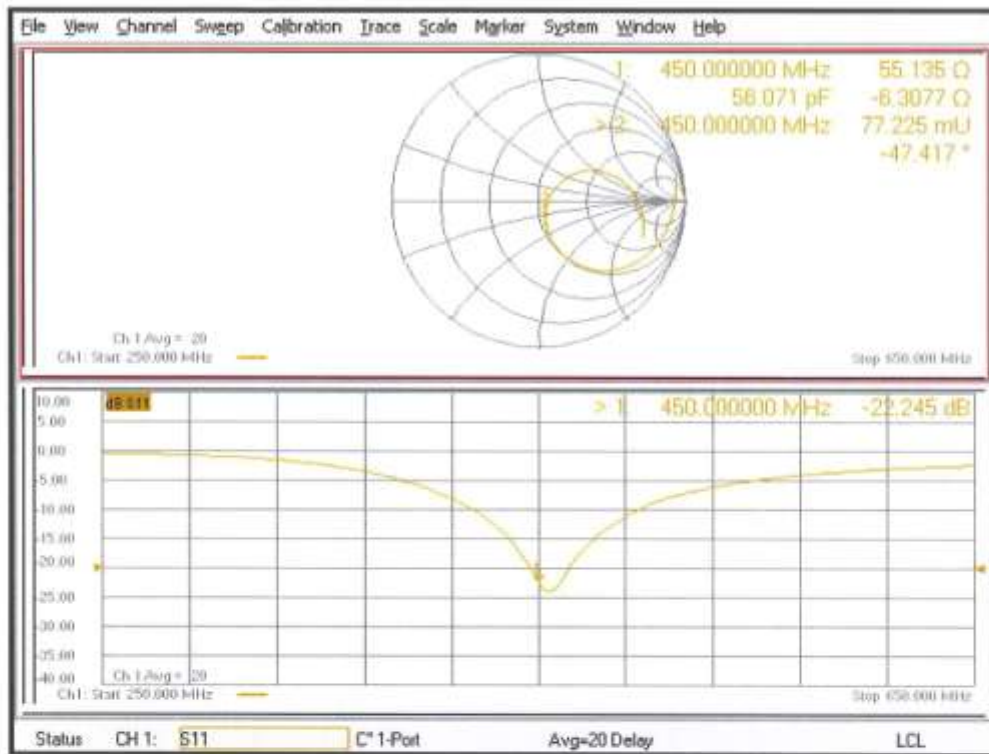 File View Channel Sweep Calibration Trace Scale Marker System Window Help
1: 450.000000 MHz 55.135 Ω
56.071 pF -6.3077 Ω
> 2: 450.000000 MHz 77.225 mU
-47.417 °
Ch 1 Avg = 20
Ch1: Start 250.000 MHz Stop 650.000 MHz
10.00 dB S11 > 1: 450.000000 MHz -22.245 dB
5.00
0.00
-5.00
-10.00
-15.00
-20.00
-25.00
-30.00
-35.00
-40.00 Ch 1 Avg = 20
Ch1: Start 250.000 MHz Stop 650.000 MHz
Status CH 1: S11 C* 1-Port Avg=20 Delay LCL